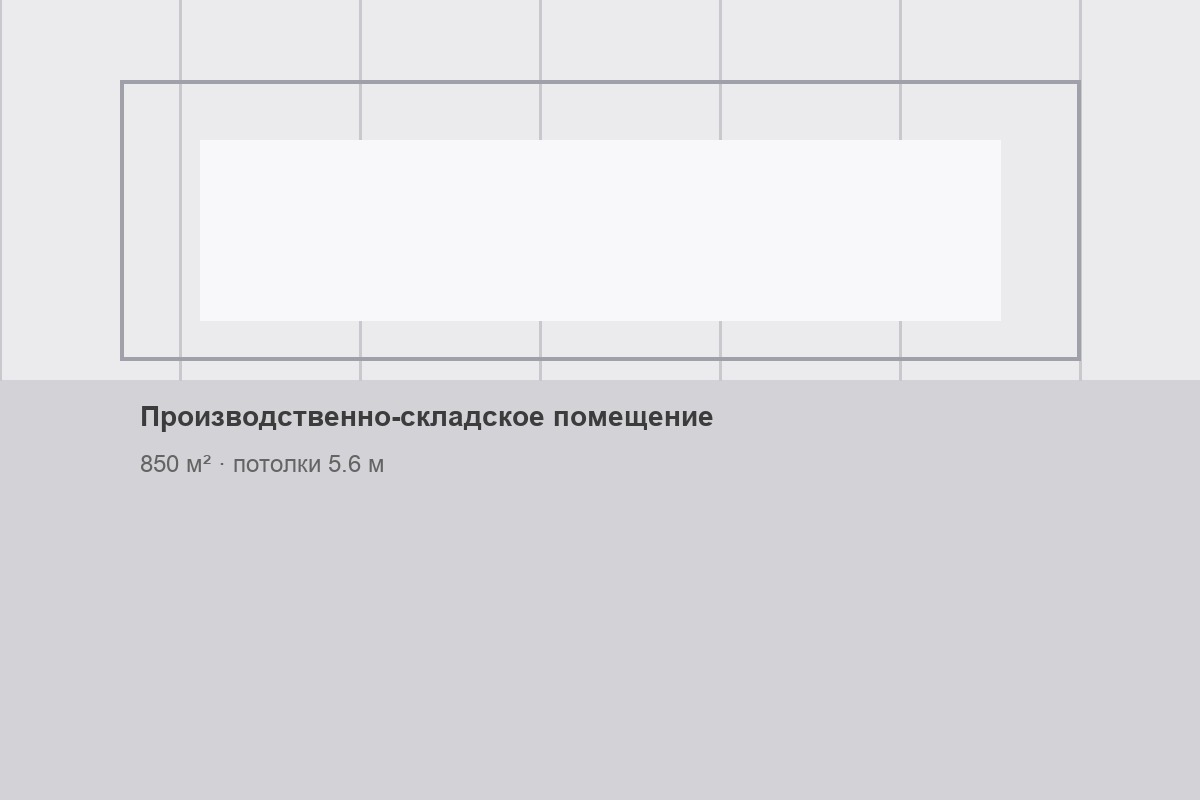 Производственно-складское помещение
850 м² · потолки 5.6 м